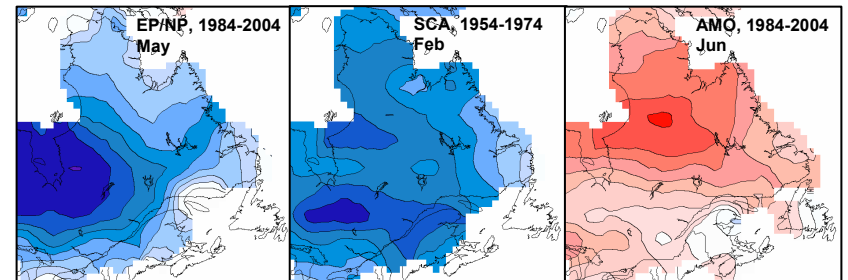 EP/NP, 1984-2004
May
SCA, 1954-1974
Feb
AMO, 1984-2004
Jun